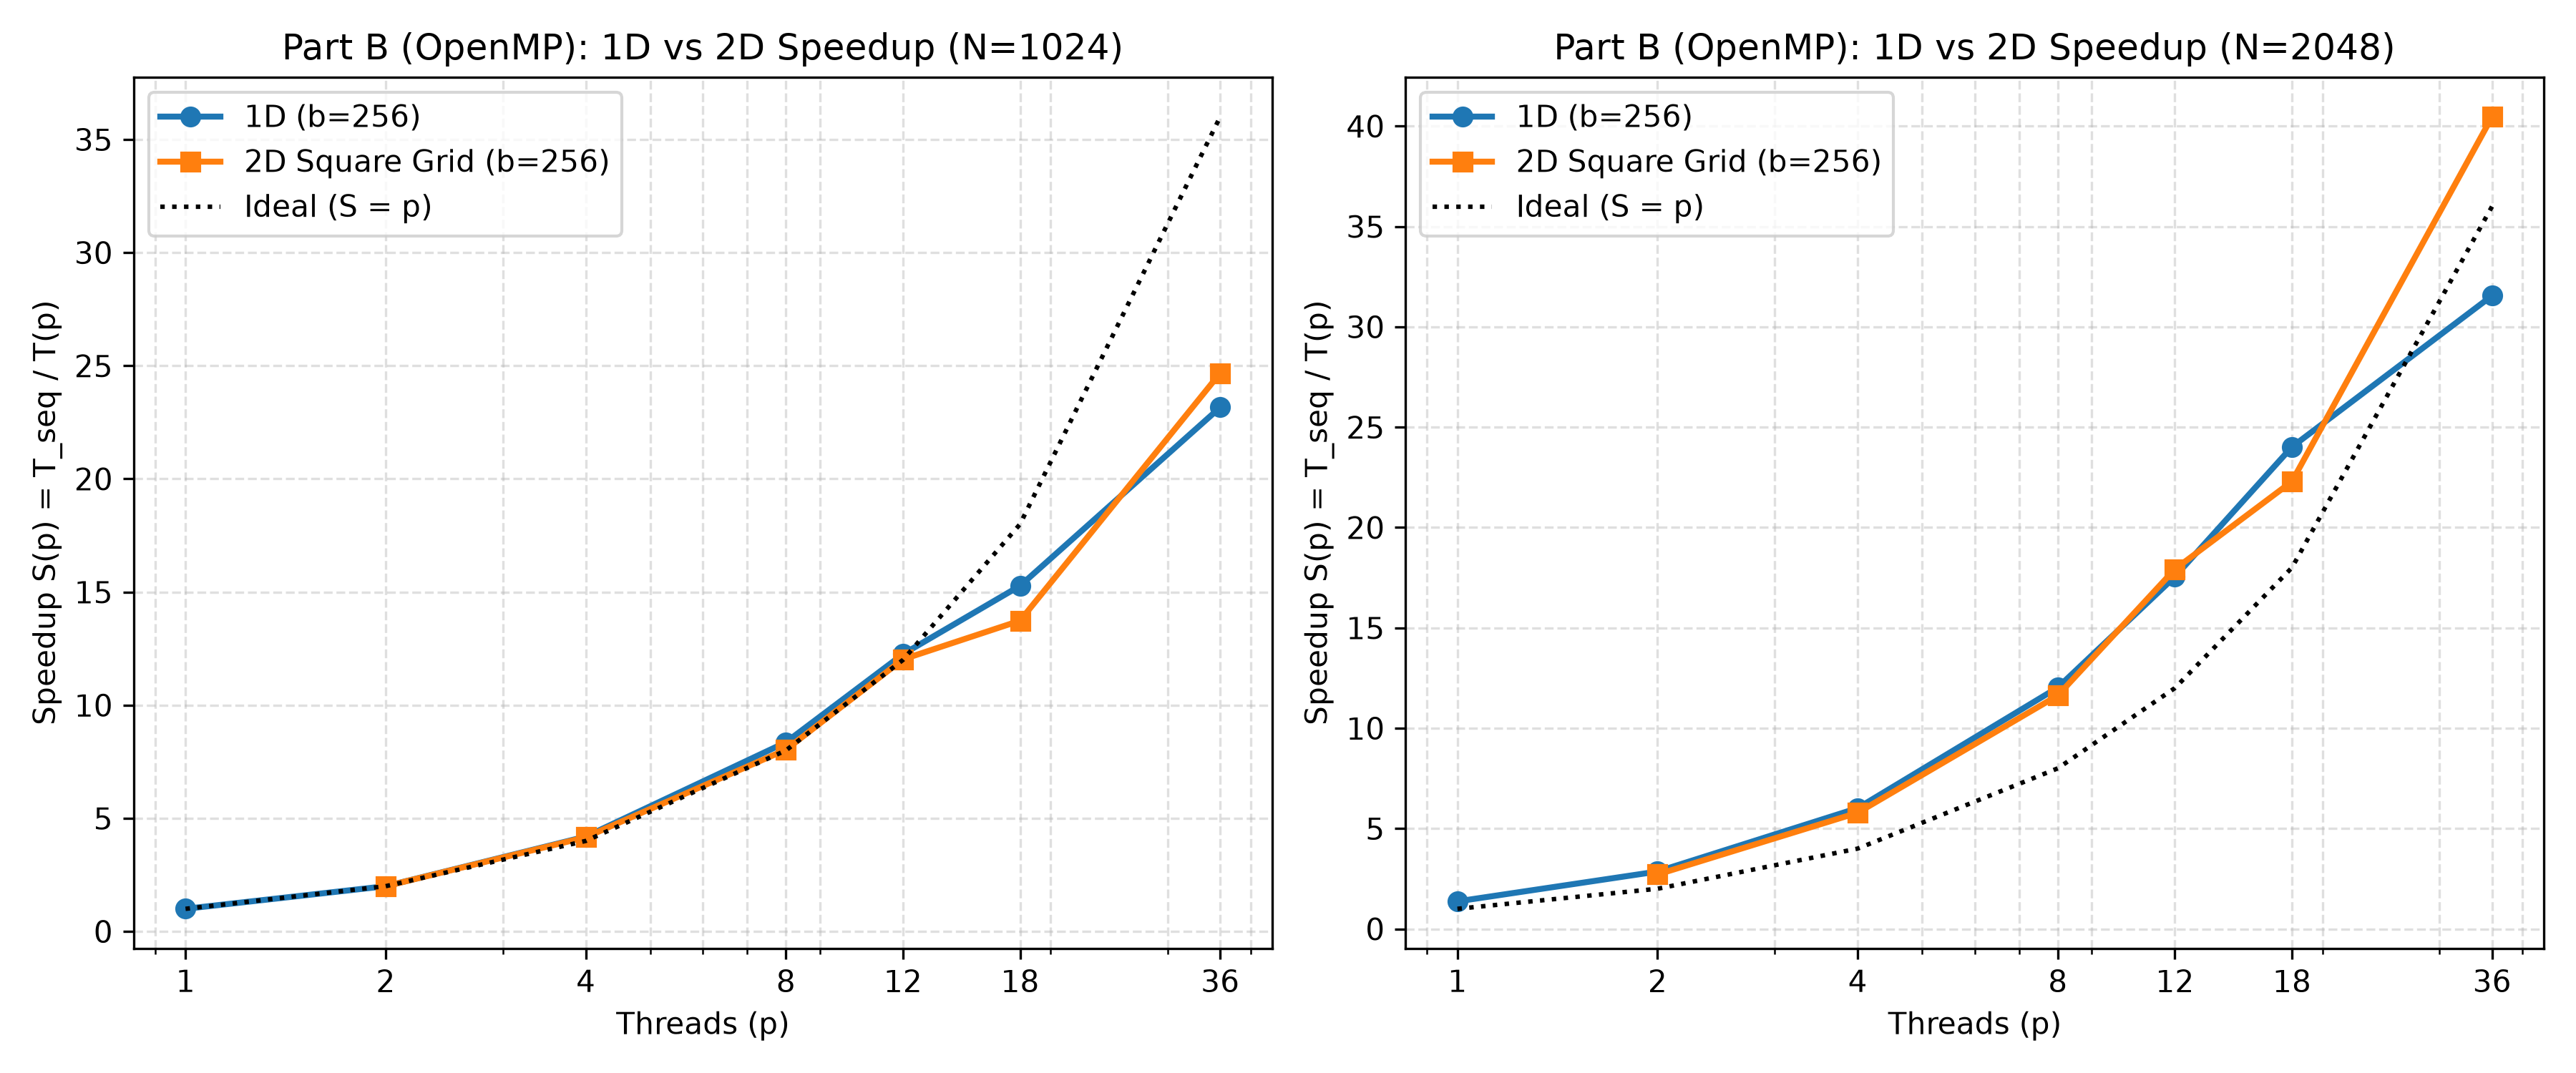 Part B (OpenMP): 1D vs 2D Speedup (N=1024)
1D (b=256)
2D Square Grid (b=256)
Ideal (S = p)
Speedup S(p) = T_seq / T(p)
35
30
25
20
15
10
5
0
1 2 4 8 12 18 36
Threads (p)
Part B (OpenMP): 1D vs 2D Speedup (N=2048)
1D (b=256)
2D Square Grid (b=256)
Ideal (S = p)
Speedup S(p) = T_seq / T(p)
40
35
30
25
20
15
10
5
0
1 2 4 8 12 18 36
Threads (p)